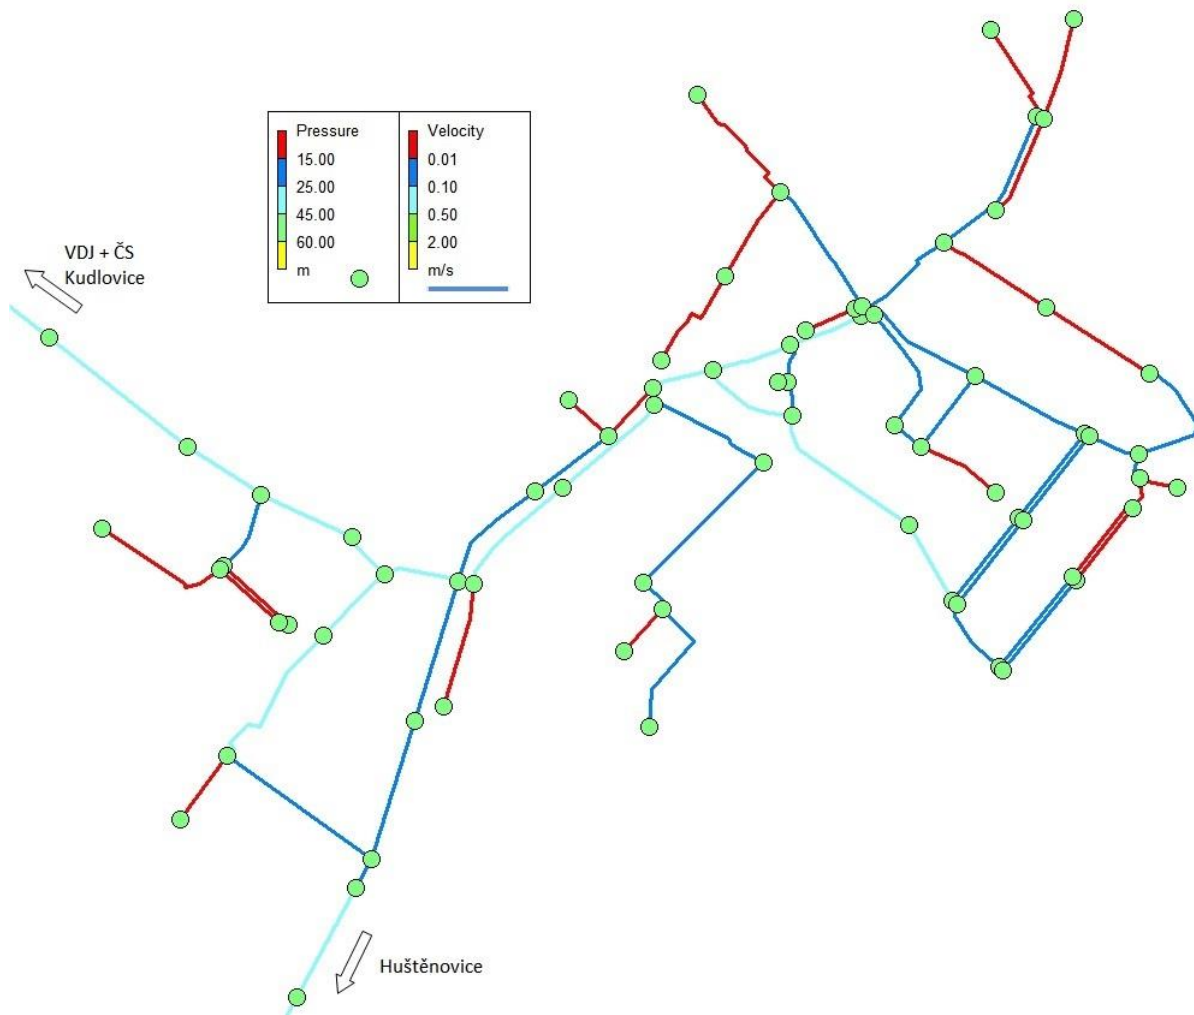 Pressure
15.00
25.00
45.00
60.00
m
Velocity
0.01
0.10
0.50
2.00
m/s
VDJ + ČS
Kudlovice
Huštěnovice